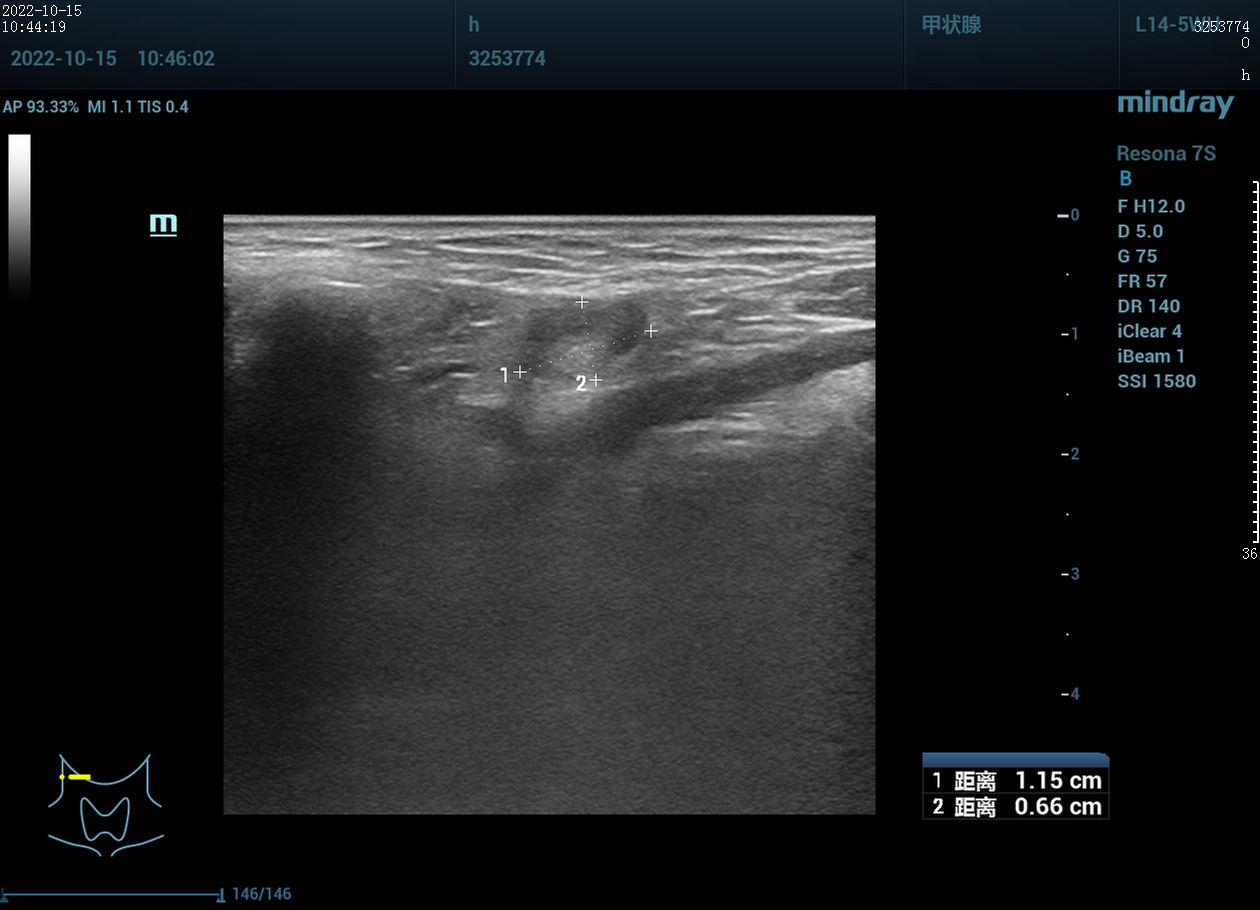 2022-10-15
10:44:19
2022-10-15 10:46:02
h
3253774
甲状腺
L14-5W
3253774
0
h
AP 93.33% MI 1.1 TIS 0.4
mindray
Resona 7S
B
F H12.0
D 5.0
G 75
FR 57
DR 140
iClear 4
iBeam 1
SSI 1580
m
0
1
2
3
4
36
1
2
1 距离 1.15 cm
2 距离 0.66 cm
146/146